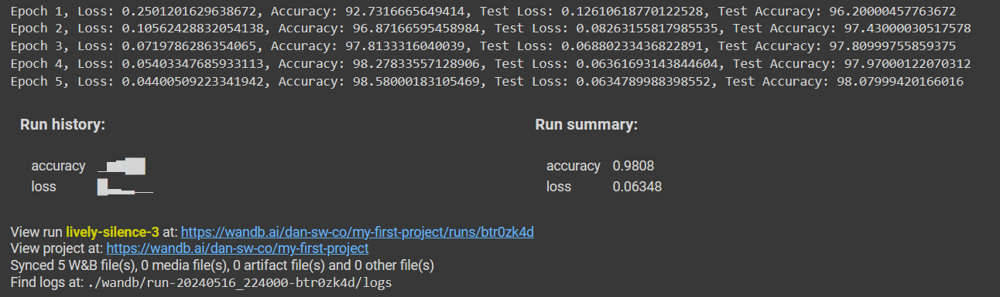 Epoch 1, Loss: 0.2501201629638672, Accuracy: 92.7316665649414, Test Loss: 0.12610618770122528, Test Accuracy: 96.20000457763672
Epoch 2, Loss: 0.10562428832054138, Accuracy: 96.87166595458984, Test Loss: 0.08263155817985535, Test Accuracy: 97.43000030517578
Epoch 3, Loss: 0.0719786286354065, Accuracy: 97.8133316040039, Test Loss: 0.06880233436822891, Test Accuracy: 97.80999755859375
Epoch 4, Loss: 0.05403347685933113, Accuracy: 98.27833557128906, Test Loss: 0.06361693143844604, Test Accuracy: 97.97000122070312
Epoch 5, Loss: 0.04400509223341942, Accuracy: 98.58000183105469, Test Loss: 0.0634789988398552, Test Accuracy: 98.07999420166016
Run history:
accuracy
loss
Run summary:
accuracy 0.9808
loss 0.06348
View run lively-silence-3 at: https://wandb.ai/dan-sw-co/my-first-project/runs/btr0zk4d
View project at: https://wandb.ai/dan-sw-co/my-first-project
Synced 5 W&B file(s), 0 media file(s), 0 artifact file(s) and 0 other file(s)
Find logs at: ./wandb/run-20240516_224000-btr0zk4d/logs